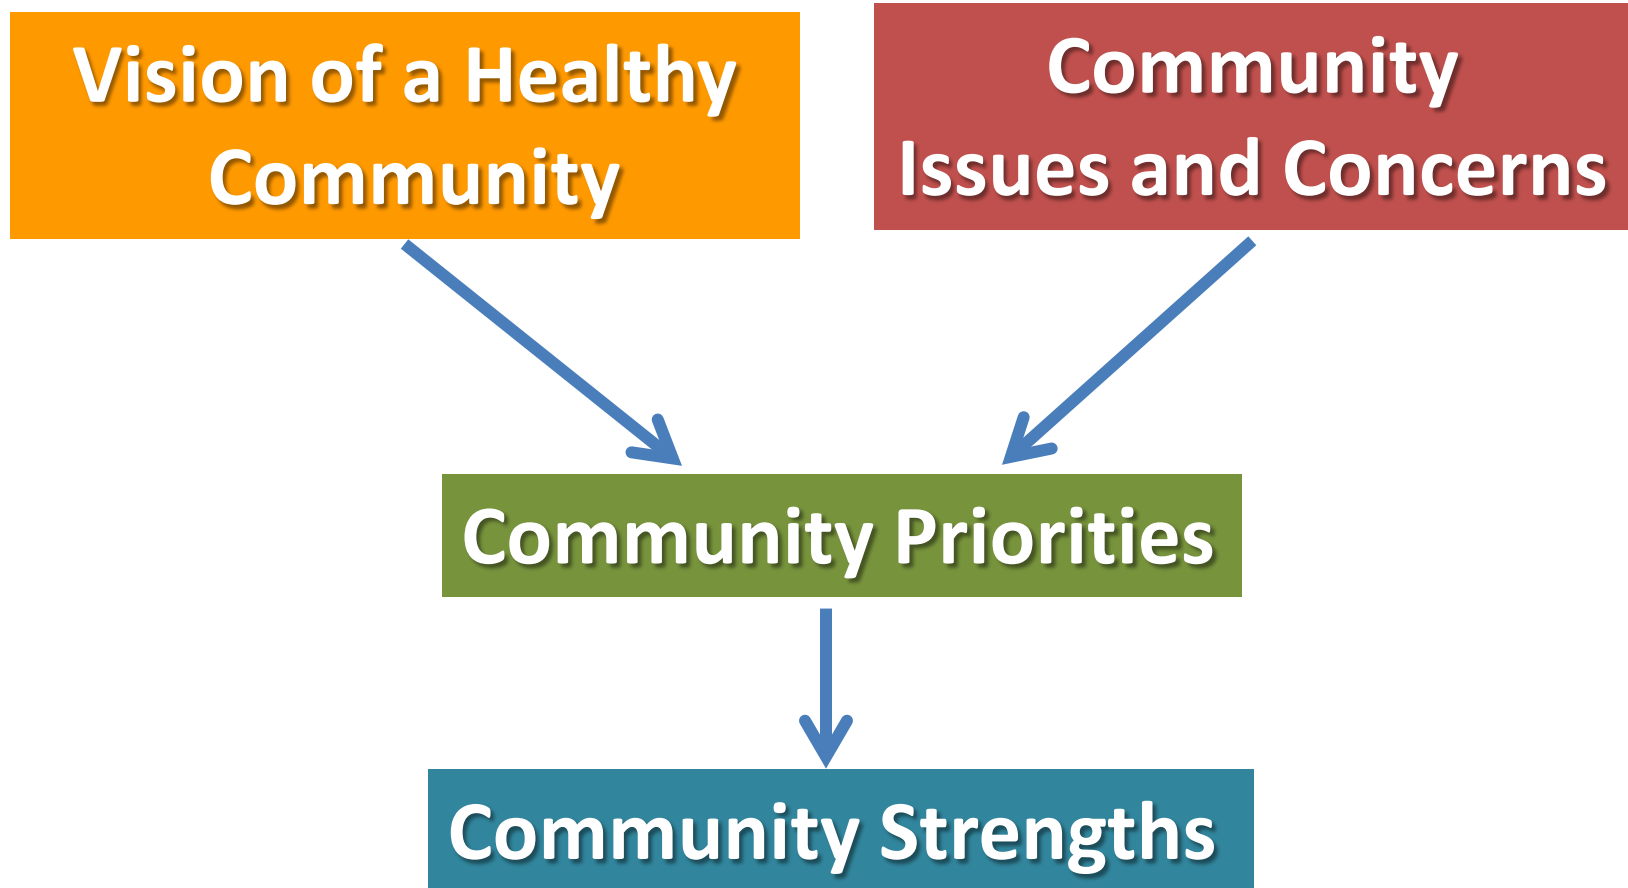 Vision of a Healthy
Community
Community
Issues and Concerns
Community Priorities
Community Strengths